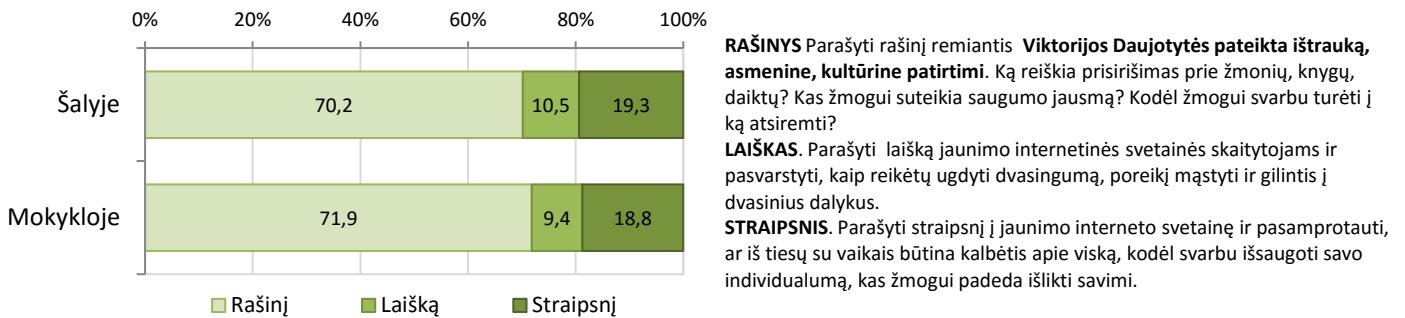 0% 20% 40% 60% 80% 100%
Šalyje 70,2 10,5 19,3
Mokykloje 71,9 9,4 18,8
Rašinį Laišką Straipsnį
RAŠINYS Parašyti rašinį remiantis Viktorijos Daujotytės pateikta ištrauką,
asmenine, kultūrine patirtimi. Ką reiškia prisirišimas prie žmonių, knygų,
daiktų? Kas žmogui suteikia saugumo jausmą? Kodėl žmogui svarbu turėti į
ką atsiremti?
LAIŠKAS. Parašyti laišką jaunimo internetinės svetainės skaitytojams ir
pasvarstyti, kaip reikėtų ugdyti dvasingumą, poreikį mąstyti ir gilintis į
dvasinius dalykus.
STRAIPSNIS. Parašyti straipsnį į jaunimo interneto svetainę ir pasamprotauti,
ar iš tiesų su vaikais būtina kalbėtis apie viską, kodėl svarbu išsaugoti savo
individualumą, kas žmogui padeda išlikti savimi.